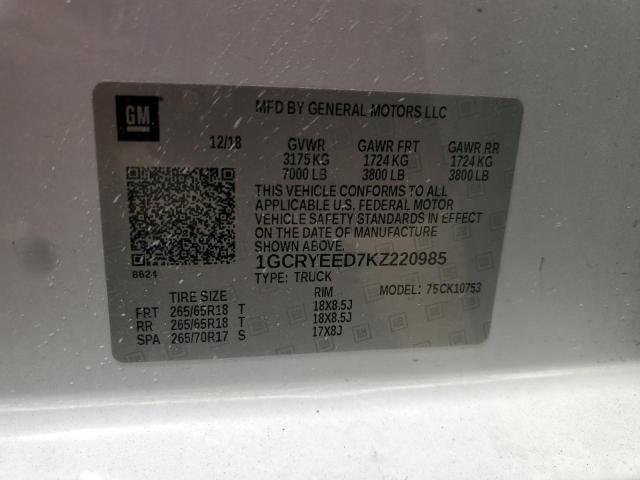 GM
MFD BY GENERAL MOTORS LLC
12/18 GVWR GAWR FRT GAWR RR
3175 KG 1724 KG 1724 KG
7000 LB 3800 LB 3800 LB
THIS VEHICLE CONFORMS TO ALL
APPLICABLE U.S. FEDERAL MOTOR
VEHICLE SAFETY STANDARDS IN EFFECT
ON THE DATE OF MANUFACTURE
SHOWN ABOVE.
1GCRYEED7KZ220985
8624
TYPE: TRUCK MODEL: 75CK10753
TIRE SIZE RIM
FRT 265/65R18 T 18X8.5J
RR 265/65R18 T 18X8.5J
SPA 265/70R17 S 17X8J